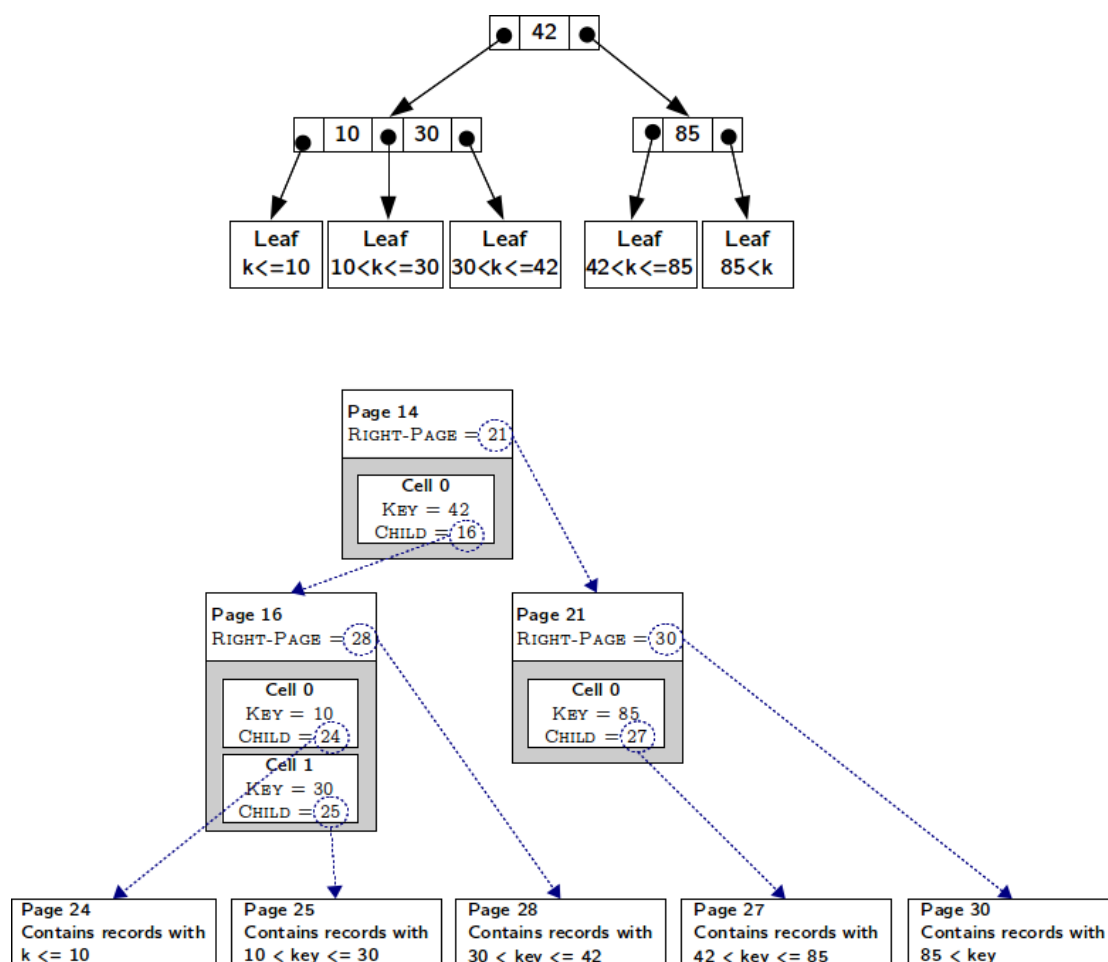 42
10 30
85
Leaf
k<=10
Leaf
10<k<=30
Leaf
30<k<=42
Leaf
42<k<=85
Leaf
85<k
Page 14
RIGHT-PAGE = 21
Cell 0
KEY = 42
CHILD = 16
Page 16
RIGHT-PAGE = 28
Cell 0
KEY = 10
CHILD = 24
Cell 1
KEY = 30
CHILD = 25
Page 21
RIGHT-PAGE = 30
Cell 0
KEY = 85
CHILD = 27
Page 24
Contains records with
k <= 10
Page 25
Contains records with
10 < key <= 30
Page 28
Contains records with
30 < key <= 42
Page 27
Contains records with
42 < key <= 85
Page 30
Contains records with
85 < key